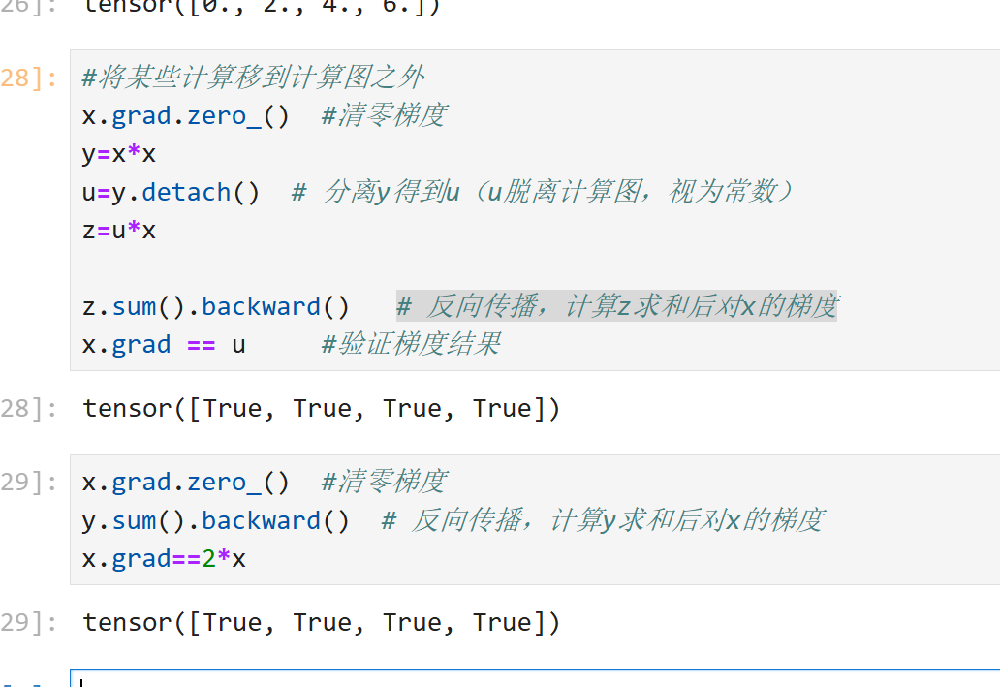 26]: tensor([0., 2., 4., 6.])
28]: #将某些计算移到计算图之外
x.grad.zero_()  #清零梯度
y=x*x
u=y.detach()  # 分离y得到u（u脱离计算图，视为常数）
z=u*x
z.sum().backward()   # 反向传播，计算z求和后对x的梯度
x.grad == u     #验证梯度结果
28]: tensor([True, True, True, True])
29]: x.grad.zero_()  #清零梯度
y.sum().backward()  # 反向传播，计算y求和后对x的梯度
x.grad==2*x
29]: tensor([True, True, True, True])